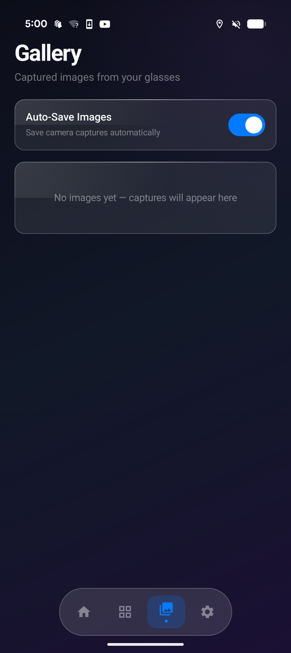 5:00
Gallery
Captured images from your glasses
Auto-Save Images
Save camera captures automatically
No images yet — captures will appear here